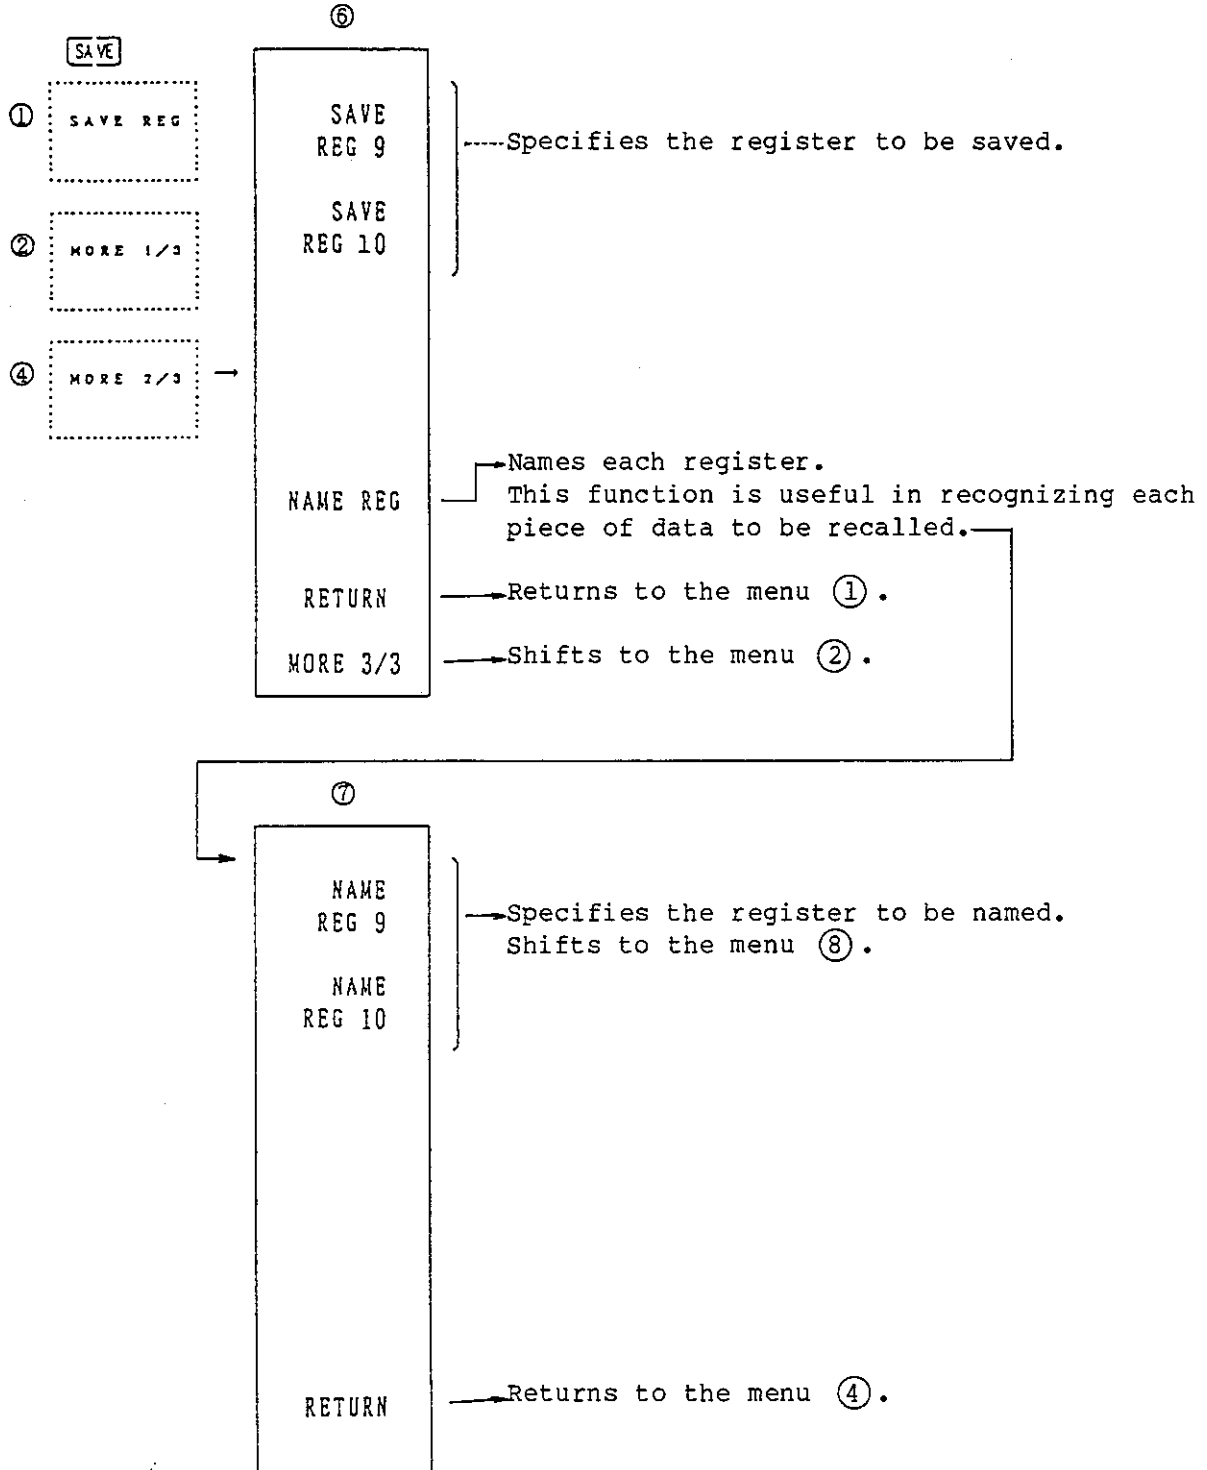 ⑥
SAVE
① SAVE REG
② MORE 1/3
④ MORE 2/3
SAVE
REG 9
SAVE
REG 10
Specifies the register to be saved.
NAME REG
Names each register.
This function is useful in recognizing each
piece of data to be recalled.
RETURN
Returns to the menu ①.
MORE 3/3
Shifts to the menu ②.
⑦
NAME
REG 9
NAME
REG 10
Specifies the register to be named.
Shifts to the menu ⑧.
RETURN
Returns to the menu ④.